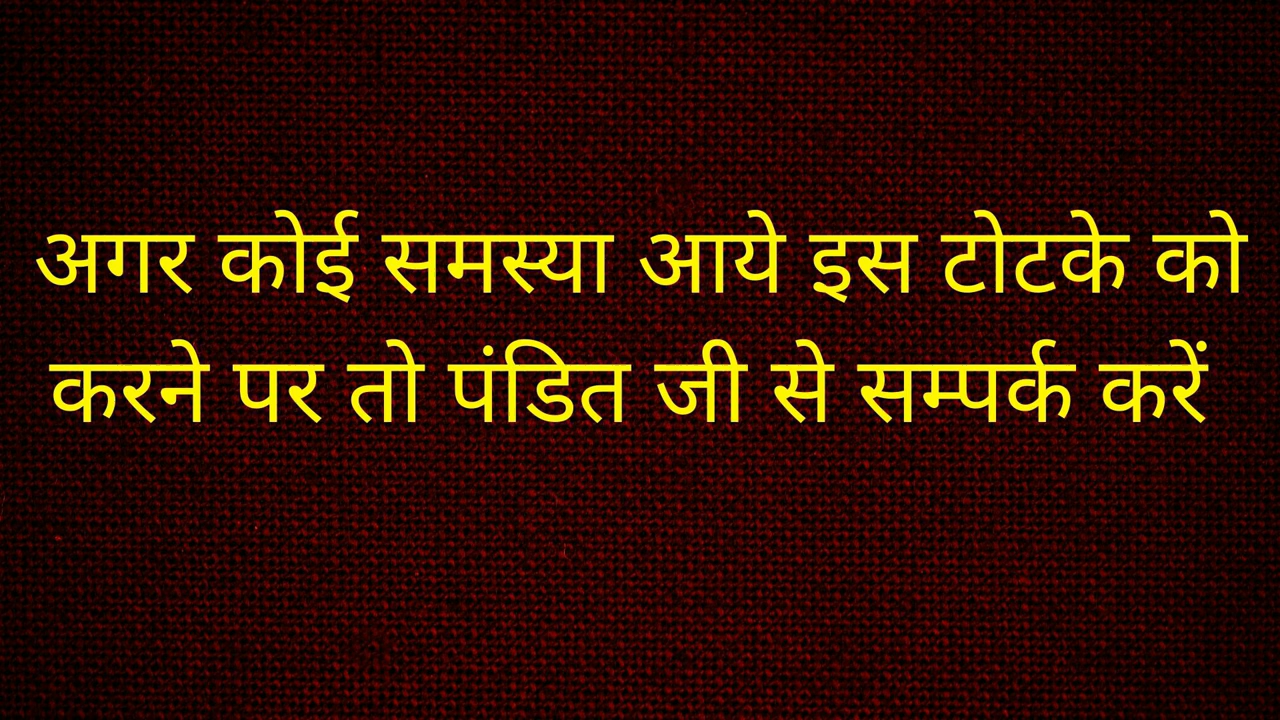 अगर कोई समस्या आये इस टोटके को
करने पर तो पंडित जी से सम्पर्क करें